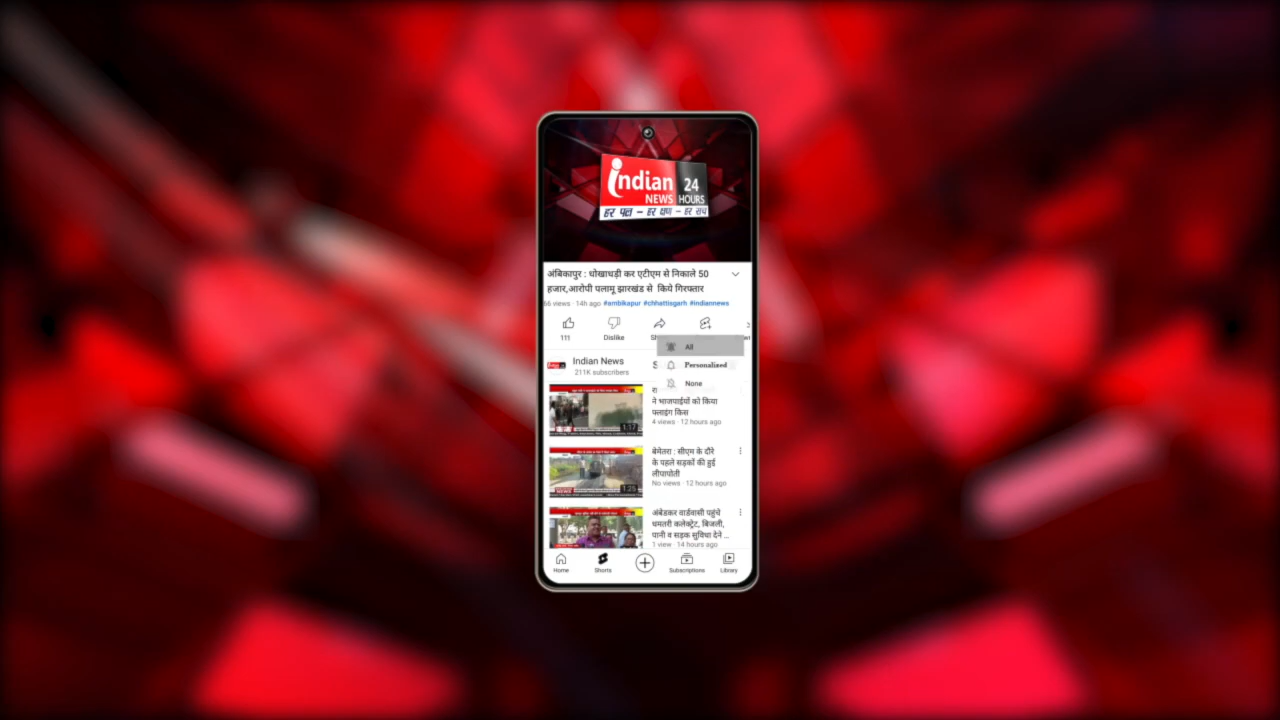 indian
NEWS
24
HOURS
हर पक्ष – हर क्षण – हर राय
अंबिकापुर : धोखाधड़ी कर एटीएम से निकाले 50
हजार,आरोपी पलामू झारखंड से किये गिरफ्तार
66 views · 14h ago #ambikapur #chhattisgarh #indiannews
111
Dislike
All
Indian News
211K subscribers
Personalized
None
ने भाजपाईयों को किया
फ्लाइंग किस
4 views · 12 hours ago
1:17
बेमेतरा : सीएम के दौरे
के पहले सड़कों की हुई
लीपापोती
No views · 12 hours ago
1:25
अंबेडकर वार्डवासी पहुंचे
धमतरी कलेक्ट्रेट, बिजली,
पानी व सड़क सुविधा देने ...
1 view · 14 hours ago
Home
Shorts
Subscriptions
Library